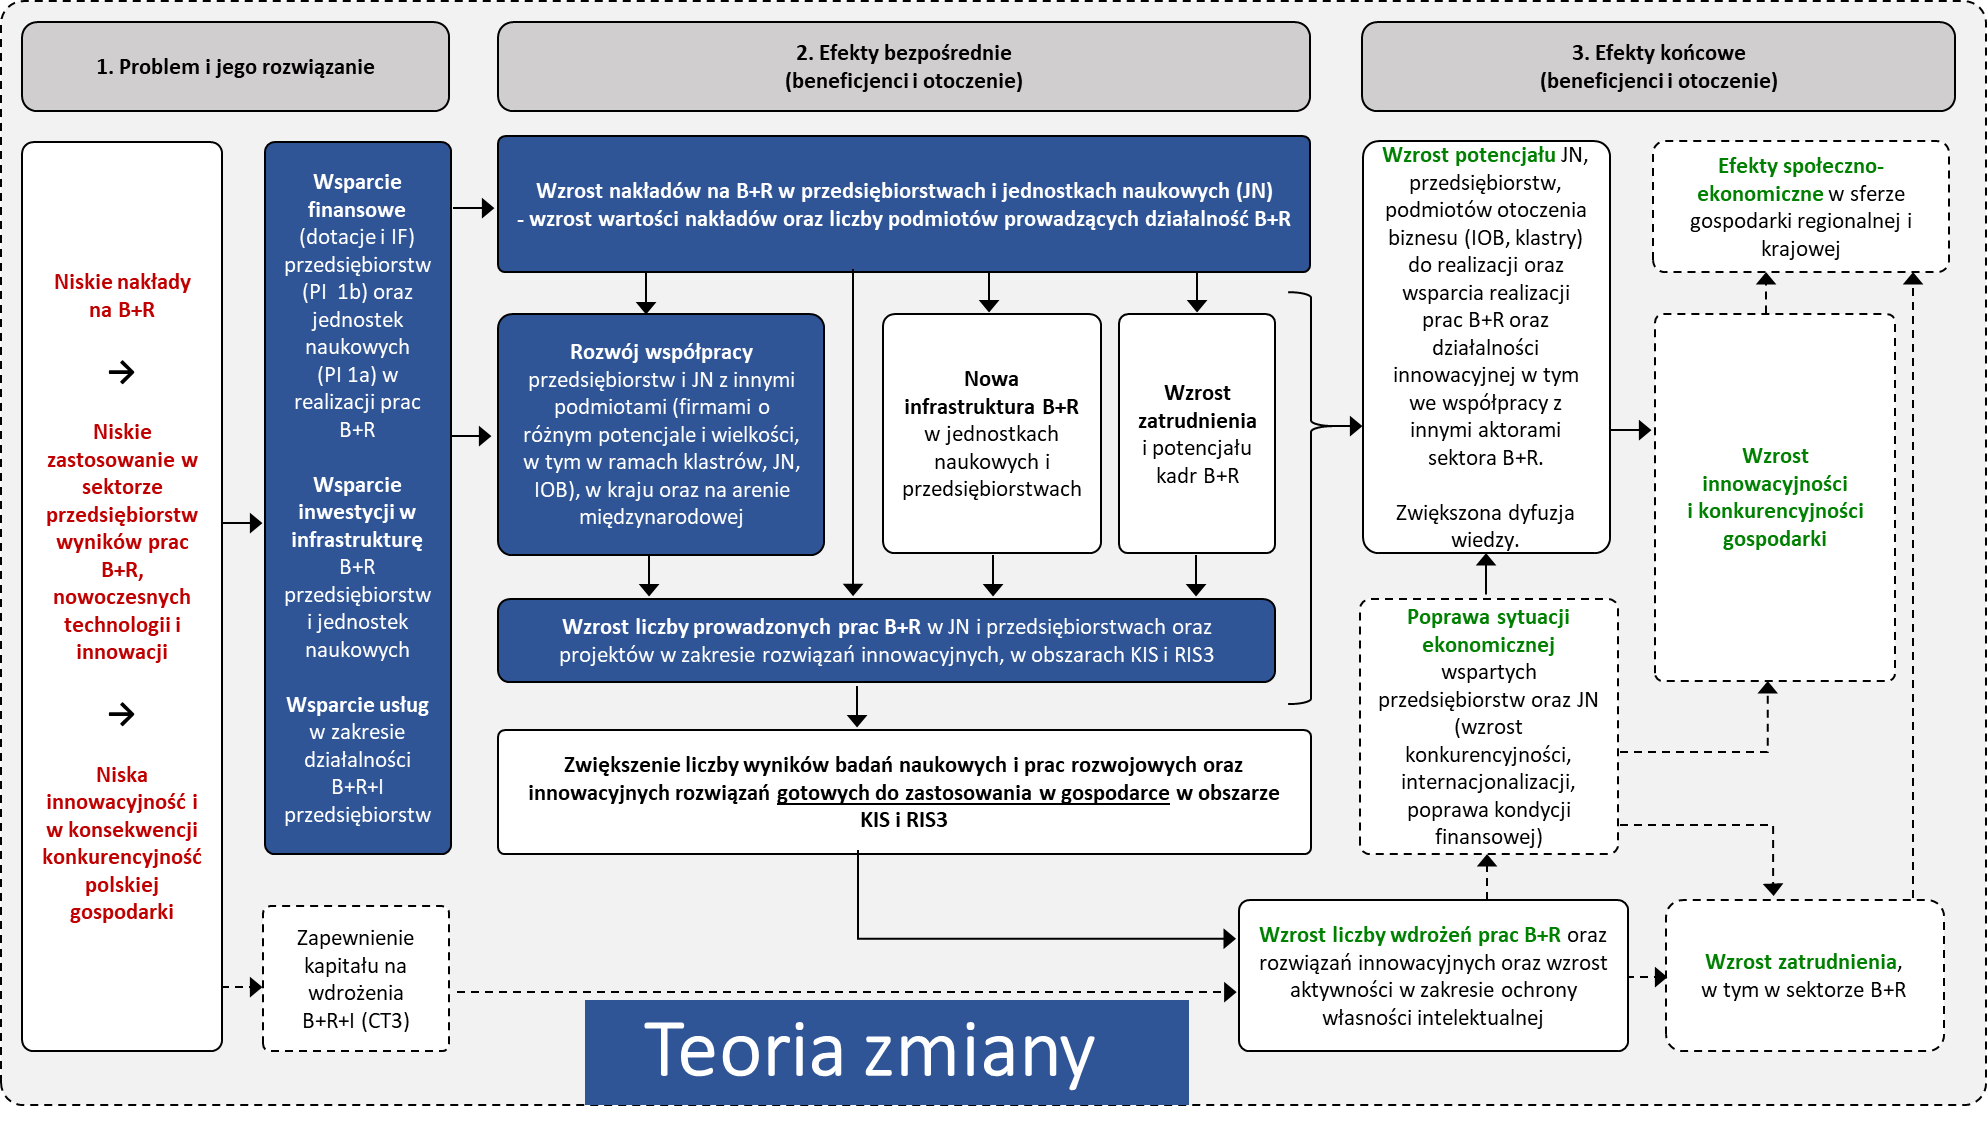 1. Problem i jego rozwiązanie
2. Efekty bezpośrednie
(beneficjenci i otoczenie)
3. Efekty końcowe
(beneficjenci i otoczenie)
Niskie nakłady
na B+R
→
Niskie
zastosowanie w
sektorze
przedsiębiorstw
wyników prac
B+R,
nowoczesnych
technologii i
innowacji
→
Niska
innowacyjność i
w konsekwencji
konkurencyjność
polskiej
gospodarki
Wsparcie
finansowe
(dotacje i IF)
przedsiębiorstw
(PI 1b) oraz
jednostek
naukowych
(PI 1a) w
realizacji prac
B+R
Wsparcie
inwestycji w
infrastrukturę
B+R
przedsiębiorstw
i jednostek
naukowych
Wsparcie usług
w zakresie
działalności
B+R+I
przedsiębiorstw
Zapewnienie
kapitału na
wdrożenia
B+R+I (CT3)
Wzrost nakładów na B+R w przedsiębiorstwach i jednostkach naukowych (JN)
- wzrost wartości nakładów oraz liczby podmiotów prowadzących działalność B+R
Rozwój współpracy
przedsiębiorstw i JN z innymi
podmiotami (firmami o
różnym potencjale i wielkości,
w tym w ramach klastrów, JN,
IOB), w kraju oraz na arenie
międzynarodowej
Nowa
infrastruktura B+R
w jednostkach
naukowych i
przedsiębiorstwach
Wzrost
zatrudnienia
i potencjału
kadr B+R
Wzrost liczby prowadzonych prac B+R w JN i przedsiębiorstwach oraz
projektów w zakresie rozwiązań innowacyjnych, w obszarach KIS i RIS3
Zwiększenie liczby wyników badań naukowych i prac rozwojowych oraz
innowacyjnych rozwiązań gotowych do zastosowania w gospodarce w obszarze
KIS i RIS3
Wzrost potencjału JN,
przedsiębiorstw,
podmiotów otoczenia
biznesu (IOB, klastry)
do realizacji oraz
wsparcia realizacji
prac B+R oraz
działalności
innowacyjnej w tym
we współpracy z
innymi aktorami
sektora B+R.
Zwiększona dyfuzja
wiedzy.
Efekty społeczno-
ekonomiczne w sferze
gospodarki regionalnej i
krajowej
Wzrost
innowacyjności
i konkurencyjności
gospodarki
Poprawa sytuacji
ekonomicznej
wspartych
przedsiębiorstw oraz JN
(wzrost
konkurencyjności,
internacjonalizacji,
poprawa kondycji
finansowej)
Wzrost liczby wdrożeń prac B+R oraz
rozwiązań innowacyjnych oraz wzrost
aktywności w zakresie ochrony
własności intelektualnej
Wzrost zatrudnienia,
w tym w sektorze B+R
Teoria zmiany